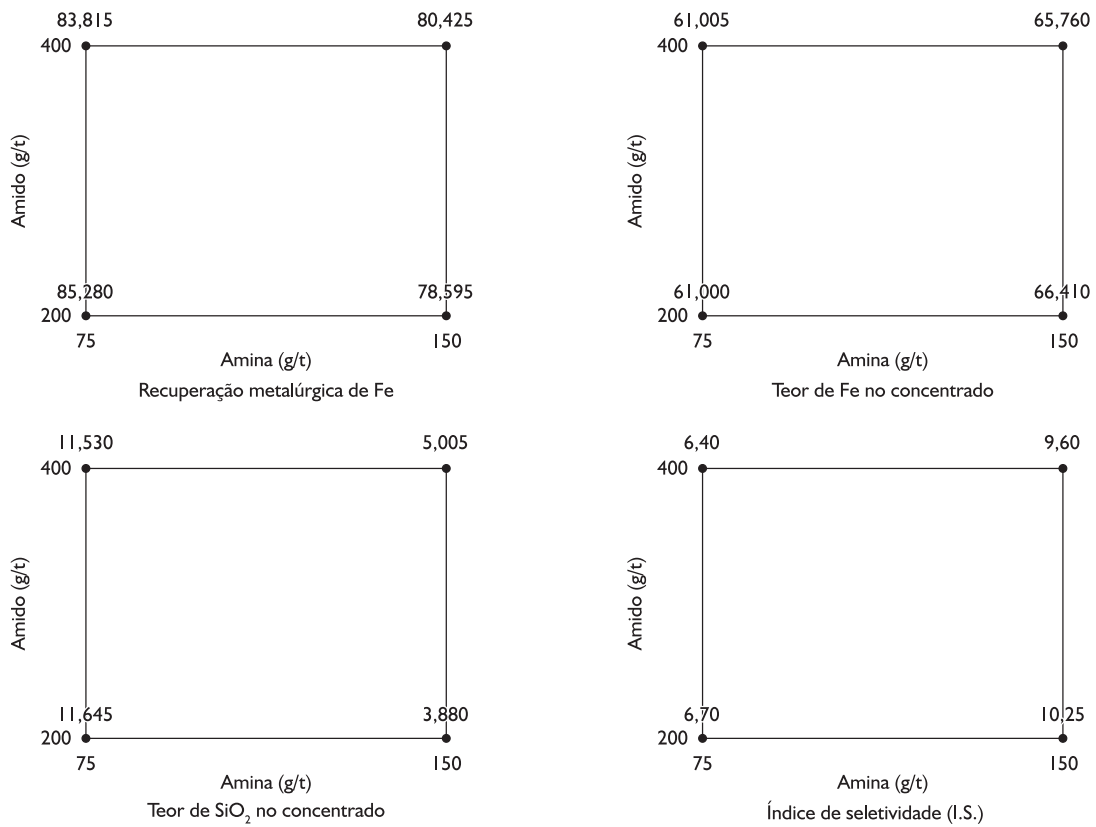 83,815 80,425
400
Amido (g/t)
85,280 78,595
200
75 150
Amina (g/t)
Recuperação metalúrgica de Fe
61,005 65,760
400
Amido (g/t)
61,000 66,410
200
75 150
Amina (g/t)
Teor de Fe no concentrado
11,530 5,005
400
Amido (g/t)
11,645 3,880
200
75 150
Amina (g/t)
Teor de SiO₂ no concentrado
6,40 9,60
400
Amido (g/t)
6,70 10,25
200
75 150
Amina (g/t)
Índice de seletividade (I.S.)